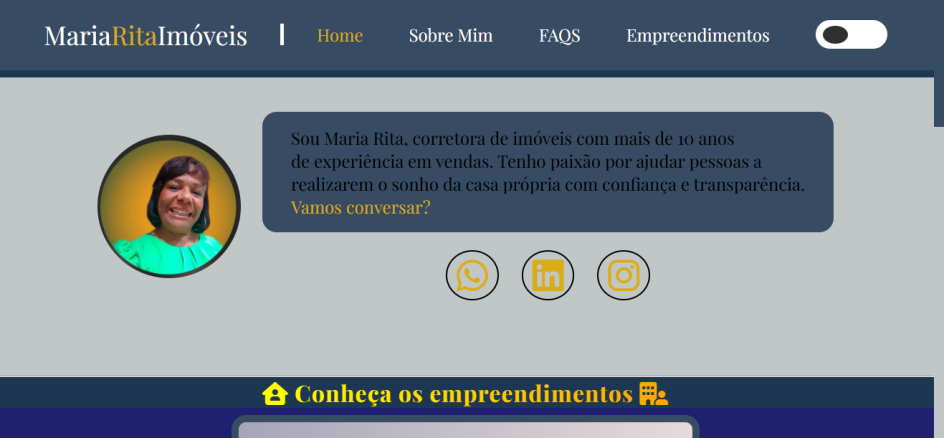 MariaRitaImóveis
Home
Sobre Mim
FAQS
Empreendimentos
Sou Maria Rita, corretora de imóveis com mais de 10 anos
de experiência em vendas. Tenho paixão por ajudar pessoas a
realizarem o sonho da casa própria com confiança e transparência.
Vamos conversar?
in
Conheça os empreendimentos